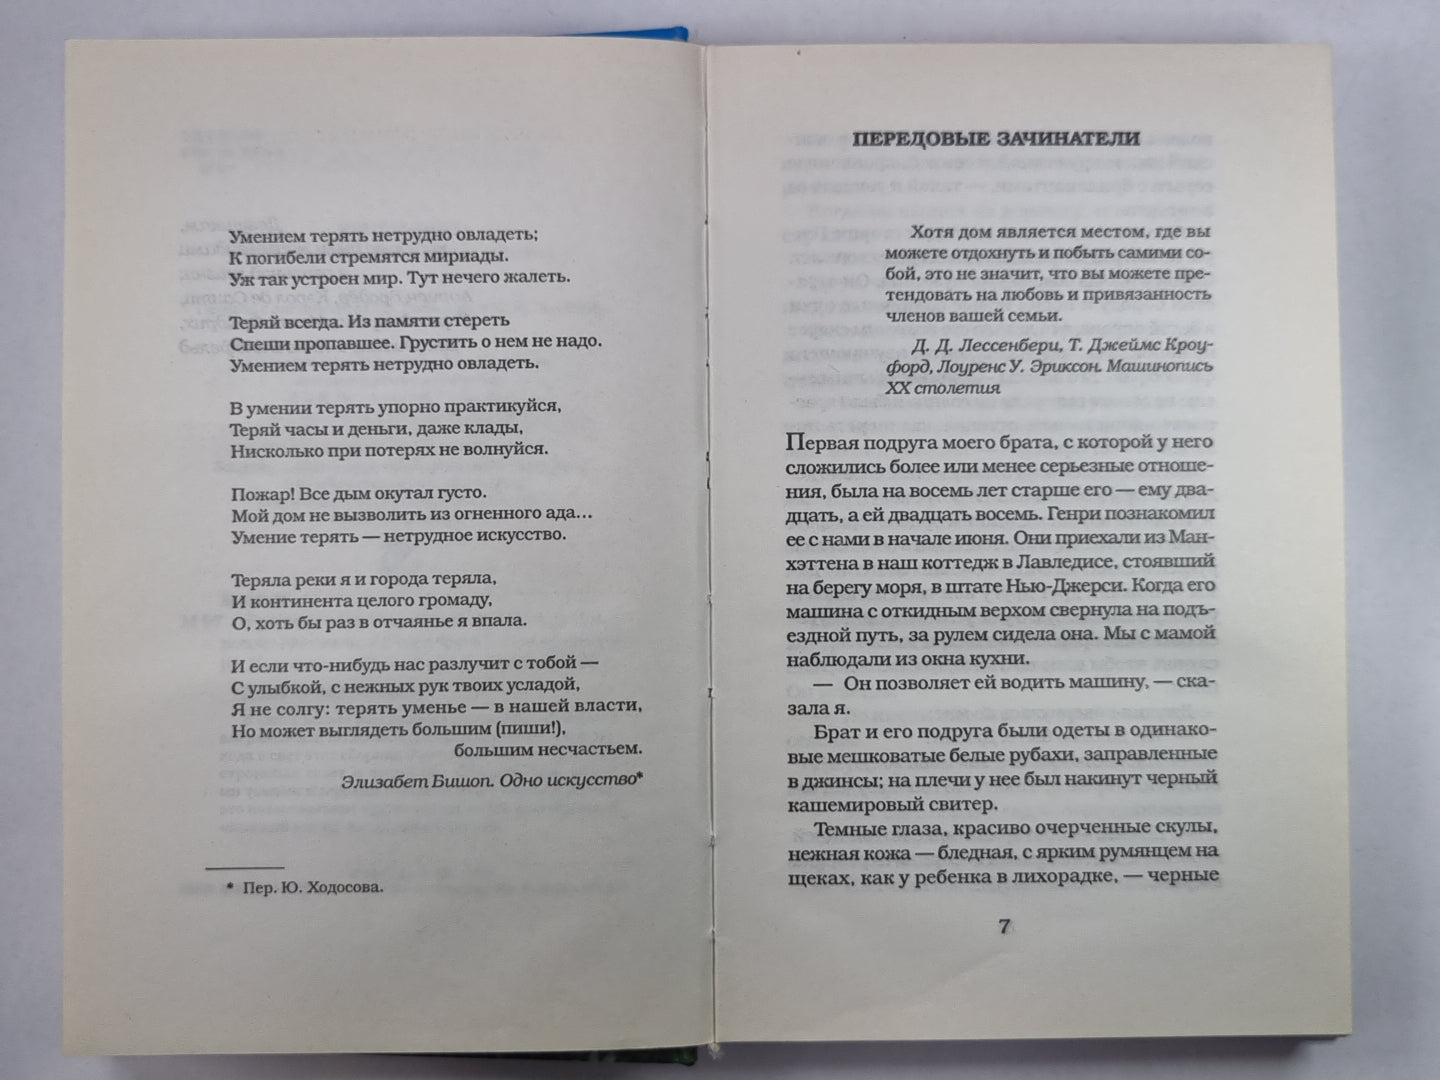 Умением терять нетрудно овладеть;
К погибели стремятся мириады.
Уж так устроен мир. Тут нечего жалеть.
Теряй всегда. Из памяти стереть
Спеши пропавшее. Грустить о нем не надо.
Умением терять нетрудно овладеть.
В умении терять упорно практикуйся,
Теряй часы и деньги, даже клады,
Нисколько при потерях не волнуйся.
Пожар! Все дым окутал густо.
Мой дом не вызволить из огненного ада...
Умение терять — нетрудное искусство.
Теряла реки я и города теряла,
И континента целого громаду,
О, хоть бы раз в отчаянье я впала.
И если что-нибудь нас разлучит с тобой —
С улыбкой, с нежных рук твоих усладой,
Я не солгу: терять уменье — в нашей власти,
Но может выглядеть большим (пиши!),
большим несчастьем.
Элизабет Бишоп. Одно искусство*
* Пер. Ю. Ходосова.
ПЕРЕДОВЫЕ ЗАЧИНАТЕЛИ
Хотя дом является местом, где вы
можете отдохнуть и побыть самими со-
бой, это не значит, что вы можете пре-
тендовать на любовь и привязанность
членов вашей семьи.
Д. Д. Лессенбери, Т. Джеймс Кроу-
форд, Лоуренс У. Эриксон. Машинопись
XX столетия
Первая подруга моего брата, с которой у него
сложились более или менее серьезные отноше-
ния, была на восемь лет старше его — ему два-
дцать, а ей двадцать восемь. Генри познакомил
ее с нами в начале июня. Они приехали из Ман-
хэттена в наш коттедж в Лавледисе, стоявший
на берегу моря, в штате Нью-Джерси. Когда его
машина с откидным верхом свернула на подъ-
ездной путь, за рулем сидела она. Мы с мамой
наблюдали из окна кухни.
— Он позволяет ей водить машину, — ска-
зала я.
Брат и его подруга были одеты в одинако-
вые мешковатые белые рубахи, заправленные
в джинсы; на плечи у нее был накинут черный
кашемировый свитер.
Темные глаза, красиво очерченные скулы,
нежная кожа — бледная, с ярким румянцем на
щеках, как у ребенка в лихорадке, — черные
7